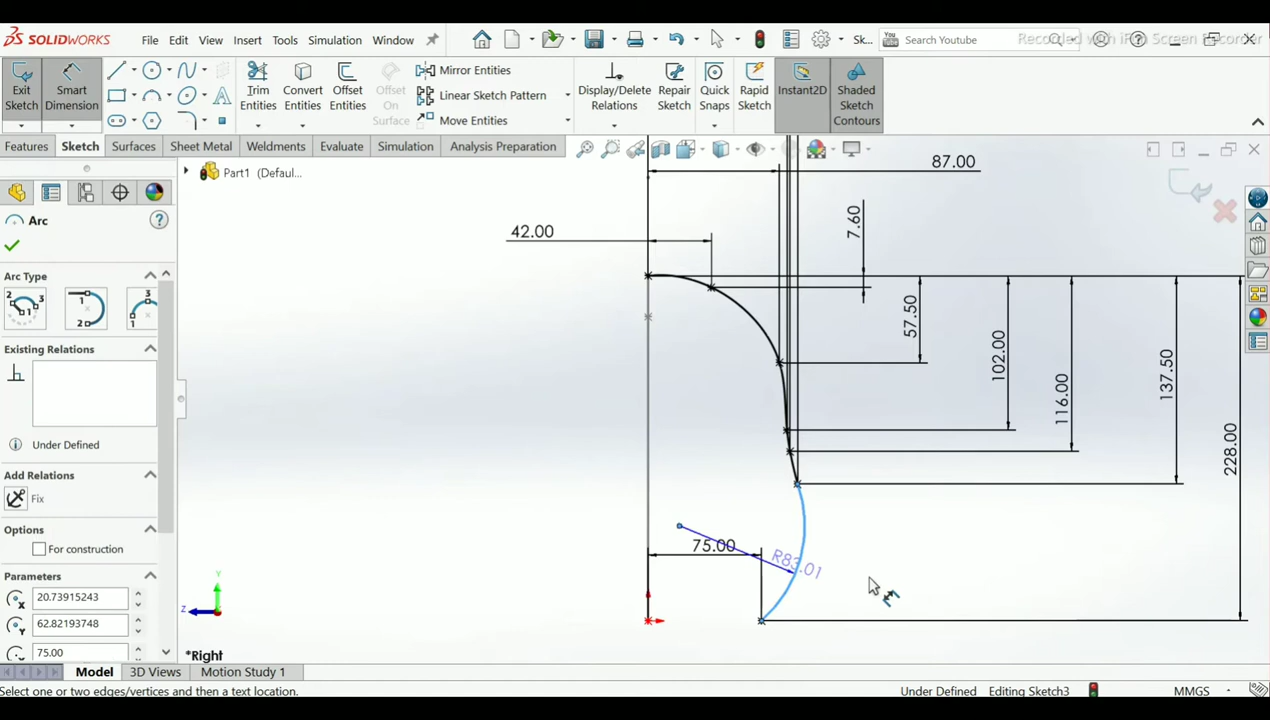 SOLIDWORKS
File Edit View Insert Tools Simulation Window
Sk...
Search Youtube
Recorded with iF Screen Recorder
Exit Sketch
Smart Dimension
Trim Entities
Convert Entities
Offset Entities
Offset On Surface
Mirror Entities
Linear Sketch Pattern
Move Entities
Display/Delete Relations
Repair Sketch
Quick Snaps
Rapid Sketch
Instant2D
Shaded Sketch Contours
Features Sketch Surfaces Sheet Metal Weldments Evaluate Simulation Analysis Preparation
Part1 (Defaul...
Arc
Arc Type
Existing Relations
Under Defined
Add Relations
Fix
Options
For construction
Parameters
20.73915243
62.82193748
75.00
87.00
42.00
7.60
57.50
102.00
116.00
137.50
228.00
75.00
R83.01
Y
Z
*Right
Model 3D Views Motion Study 1
Select one or two edges/vertices and then a text location.
Under Defined Editing Sketch3 MMGS